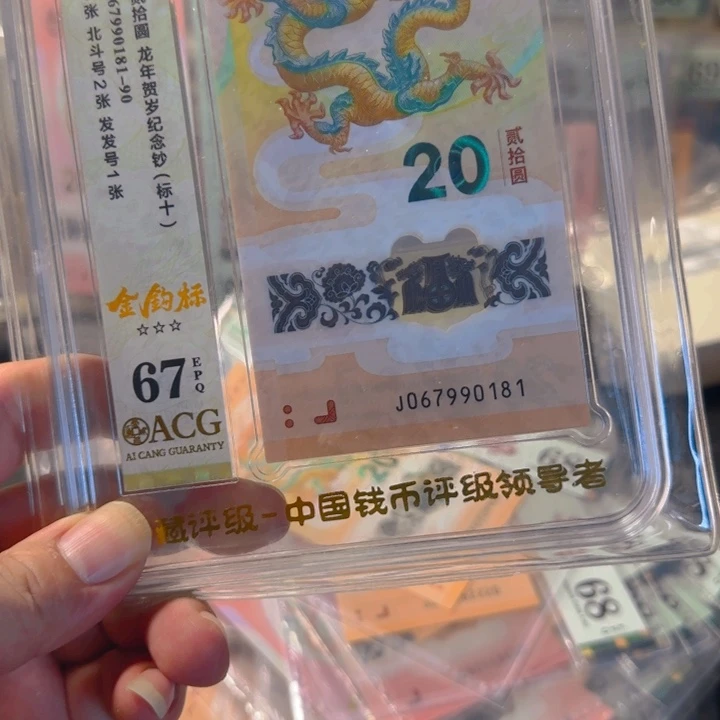 贰拾圆 龙年贺岁纪念钞(标十)
67990181-90
张 北斗号2张 发发号1张
金钧标
☆☆☆
67
EPQ
ACG
AI CANG GUARANTY
20
贰拾圆
J067990181
藏评级-中国钱币评级领导者
68
69